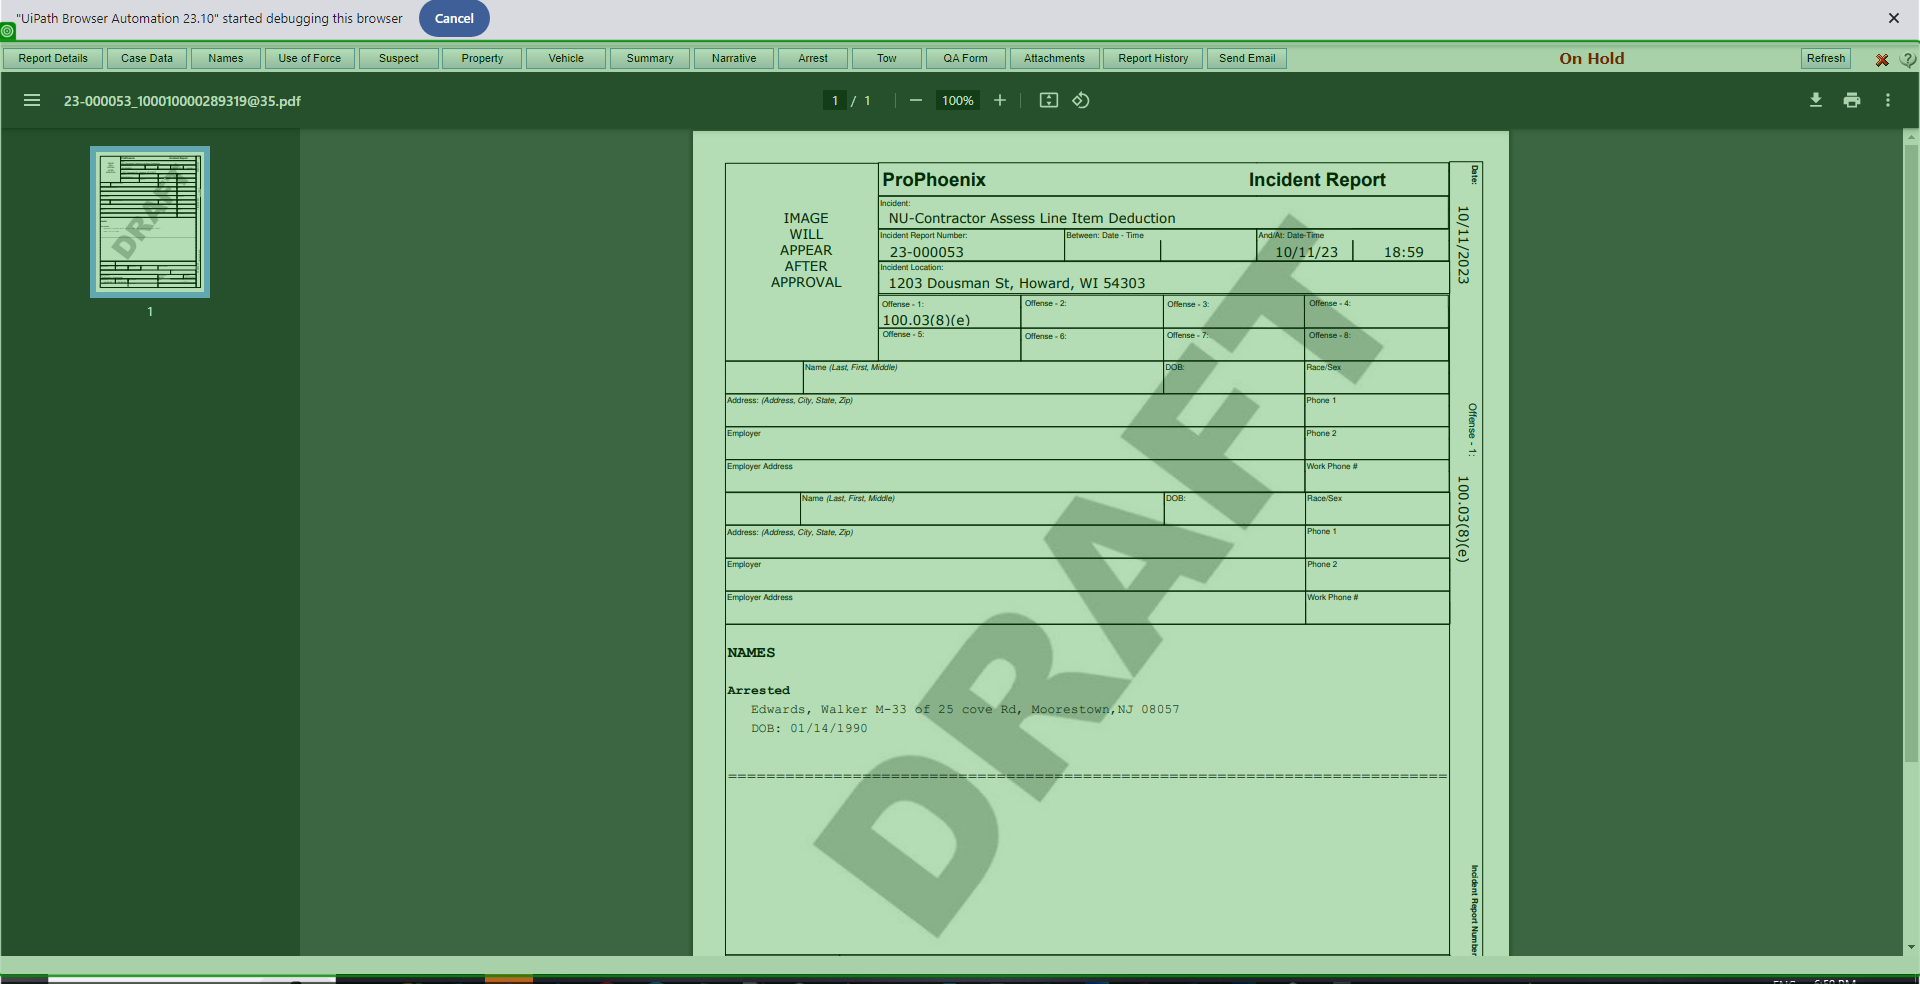 "UiPath Browser Automation 23.10" started debugging this browser
Cancel
Report Details
Case Data
Names
Use of Force
Suspect
Property
Vehicle
Summary
Narrative
Arrest
Tow
QA Form
Attachments
Report History
Send Email
On Hold
Refresh
23-000053_100010000289319@35.pdf
1 / 1
100%
1
IMAGE
WILL
APPEAR
AFTER
APPROVAL
ProPhoenix
Incident Report
Incident:
NU-Contractor Assess Line Item Deduction
Incident Report Number:
23-000053
Between: Date - Time
And/At: Date-Time
10/11/23
18:59
Incident Location:
1203 Dousman St, Howard, WI 54303
Offense - 1:
100.03(8)(e)
Offense - 2:
Offense - 3:
Offense - 4:
Offense - 5:
Offense - 6:
Offense - 7:
Offense - 8:
Name (Last, First, Middle)
DOB:
Race/Sex
Address: (Address, City, State, Zip)
Phone 1
Employer
Phone 2
Employer Address
Work Phone #
Name (Last, First, Middle)
DOB:
Race/Sex
Address: (Address, City, State, Zip)
Phone 1
Employer
Phone 2
Employer Address
Work Phone #
NAMES
Arrested
Edwards, Walker M-33 of 25 cove Rd, Moorestown,NJ 08057
DOB: 01/14/1990
DRAFT
Date:
10/11/2023
Offense - 1:
100.03(8)(e)
Incident Report Number